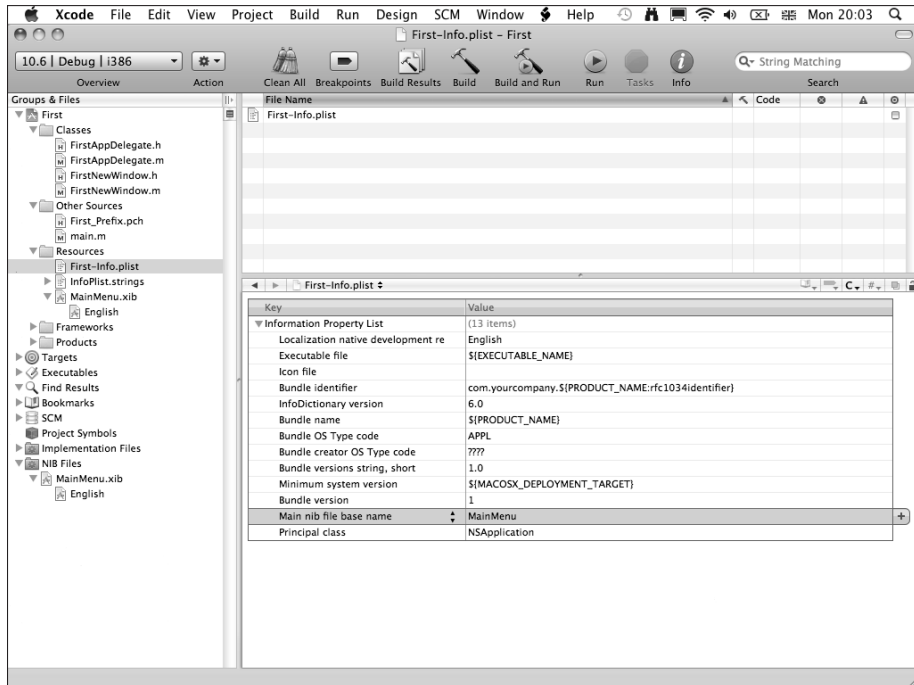 Xcode File Edit View Project Build Run Design SCM Window Help Mon 20:03
First-Info.plist – First
10.6 | Debug | i386
String Matching
Overview Action Clean All Breakpoints Build Results Build Build and Run Run Tasks Info Search
Groups & Files
First
Classes
FirstAppDelegate.h
FirstAppDelegate.m
FirstNewWindow.h
FirstNewWindow.m
Other Sources
First_Prefix.pch
main.m
Resources
First-Info.plist
InfoPlist.strings
MainMenu.xib
English
Frameworks
Products
Targets
Executables
Find Results
Bookmarks
SCM
Project Symbols
Implementation Files
NIB Files
MainMenu.xib
English
File Name Code
First-Info.plist
First-Info.plist C #
Key Value
Information Property List (13 items)
Localization native development re English
Executable file ${EXECUTABLE_NAME}
Icon file
Bundle identifier com.yourcompany.${PRODUCT_NAME:rfc1034identifier}
InfoDictionary version 6.0
Bundle name ${PRODUCT_NAME}
Bundle OS Type code APPL
Bundle creator OS Type code ????
Bundle versions string, short 1.0
Minimum system version ${MACOSX_DEPLOYMENT_TARGET}
Bundle version 1
Main nib file base name MainMenu
Principal class NSApplication